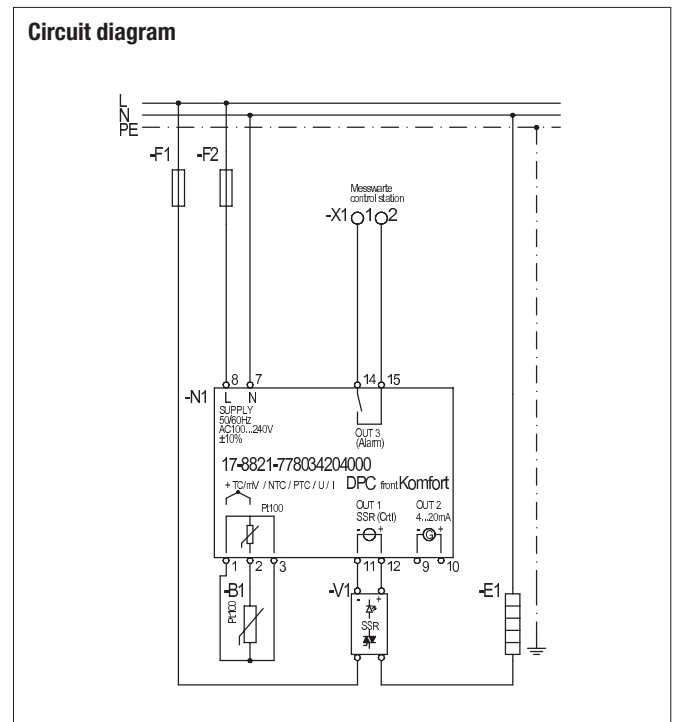 Circuit diagram
L
N
PE
-F1 -F2
Messwarte
control station
-X1 1 2
8 7 14 15
-N1 L N
SUPPLY
50/60Hz
AC100...240V
±10%
OUT 3
(Alarm)
17-8821-778034204000
+ TC/mV / NTC / PTC / U / I DPC front Komfort
Pt100
OUT 1
SSR (Crtl)
OUT 2
4...20mA
- + - G +
1 2 3 11 12 9 10
-B1 -V1 -E1
Pt100
- +
SSR